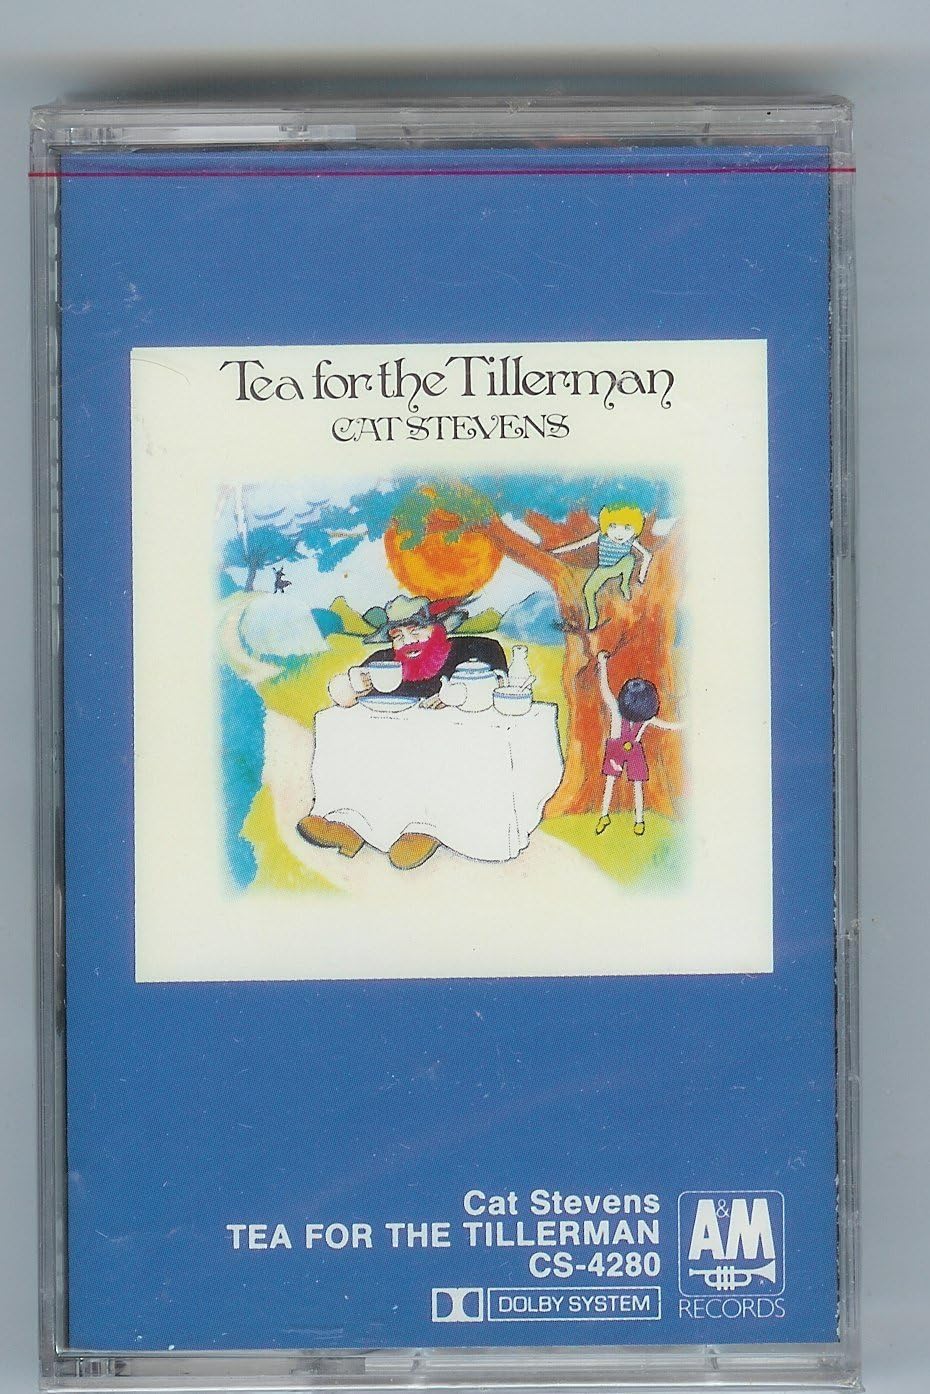 Tea for the Tillerman
CAT STEVENS
Cat Stevens
TEA FOR THE TILLERMAN
CS-4280
DOLBY SYSTEM
A&M
RECORDS